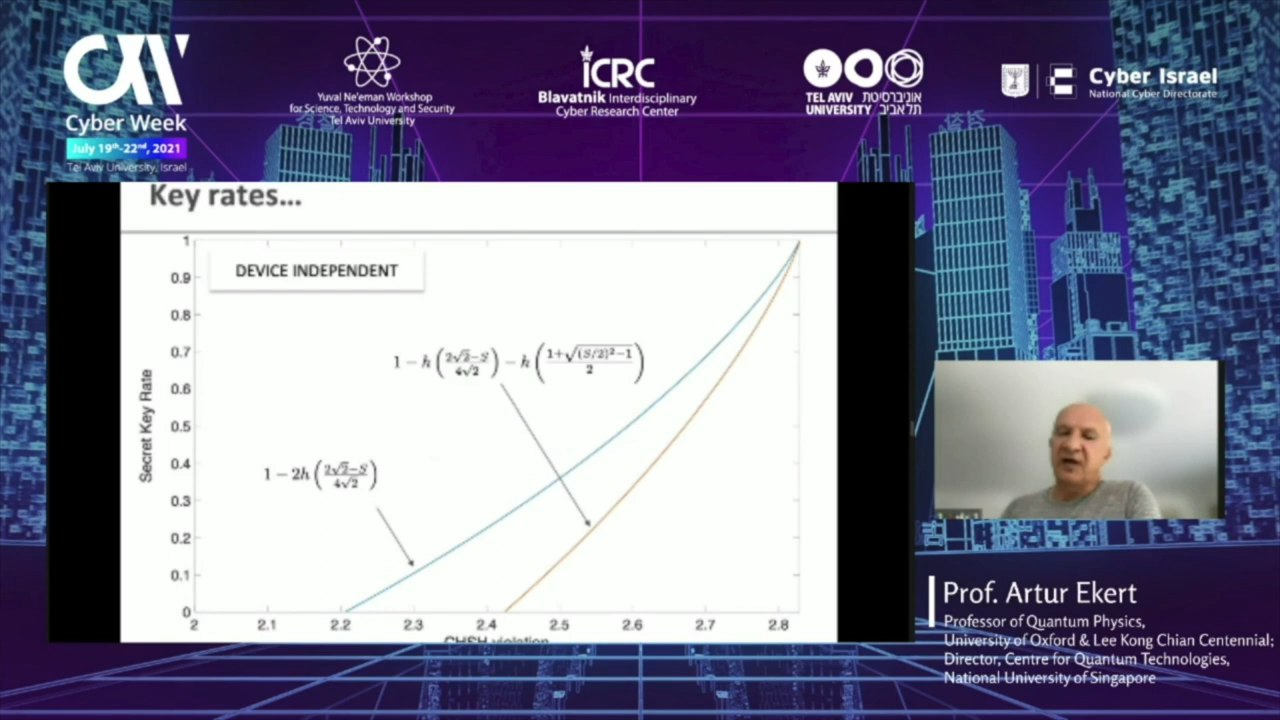 CW
Cyber Week
July 19th-22nd, 2021
Tel Aviv University, Israel
Yuval Ne'eman Workshop
for Science, Technology and Security
Tel Aviv University
iCRC
Blavatnik Interdisciplinary
Cyber Research Center
TEL AVIV אוניברסיטת
UNIVERSITY תל אביב
Cyber Israel
National Cyber Directorate
Key rates...
DEVICE INDEPENDENT
1 − h ((2√2−S)/(4√2)) − h ((1+√((S/2)²−1))/2)
1 − 2h ((2√2−S)/(4√2))
Secret Key Rate
1
0.9
0.8
0.7
0.6
0.5
0.4
0.3
0.2
0.1
0
2 2.1 2.2 2.3 2.4 2.5 2.6 2.7 2.8
CHSH violation
Prof. Artur Ekert
Professor of Quantum Physics,
University of Oxford & Lee Kong Chian Centennial;
Director, Centre for Quantum Technologies,
National University of Singapore